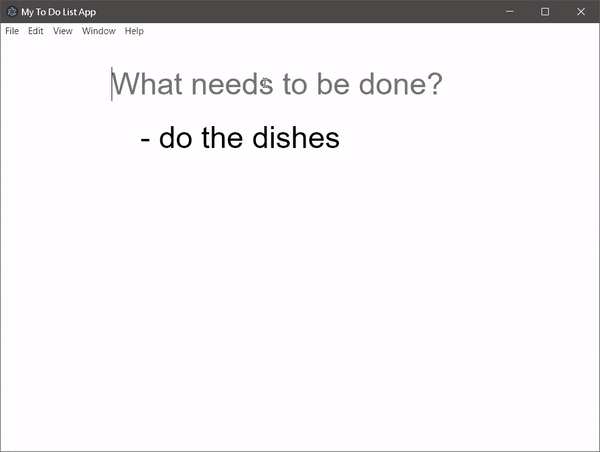 My To Do List App
File Edit View Window Help
What needs to be done?
- do the dishes